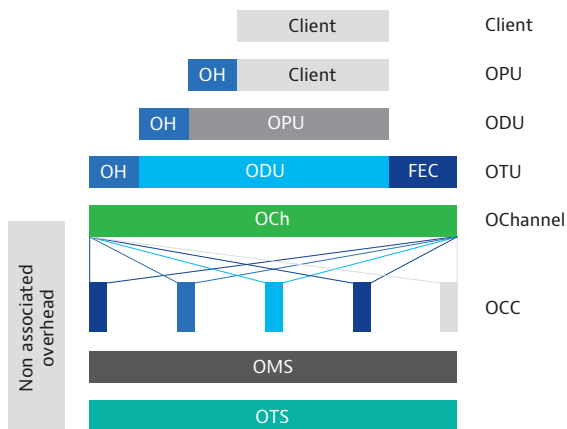 Client Client
OH Client OPU
OH OPU ODU
OH ODU FEC OTU
OCh OChannel
Non associated
overhead
OCC
OMS
OTS